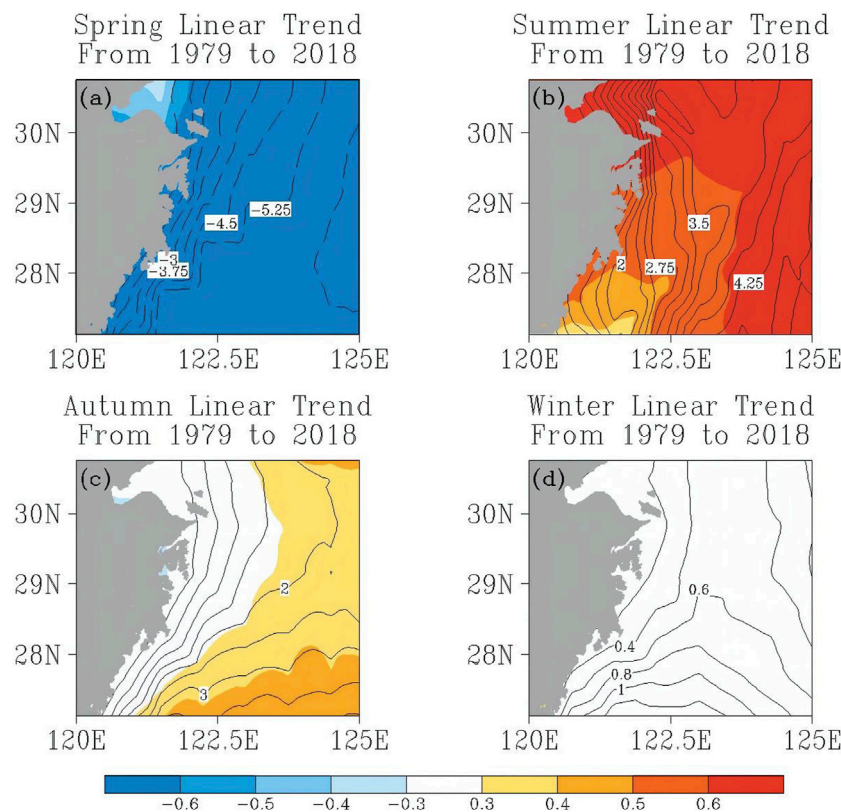 Spring Linear Trend
From 1979 to 2018
Summer Linear Trend
From 1979 to 2018
(a)
30N
29N
28N
-5.25
-4.5
-3
-3.75
120E 122.5E 125E
(b)
30N
29N
28N
3.5
2
2.75
4.25
120E 122.5E 125E
Autumn Linear Trend
From 1979 to 2018
Winter Linear Trend
From 1979 to 2018
(c)
30N
29N
28N
2
3
120E 122.5E 125E
(d)
30N
29N
28N
0.6
0.4
0.8
1
120E 122.5E 125E
-0.6 -0.5 -0.4 -0.3 0.3 0.4 0.5 0.6